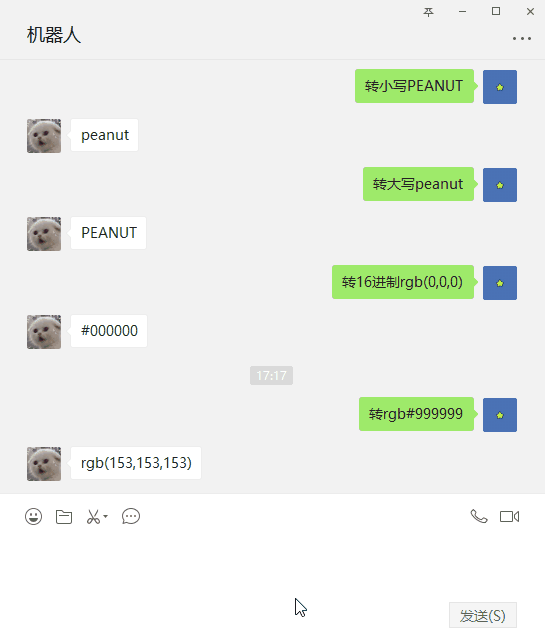 机器人
转小写PEANUT
peanut
转大写peanut
PEANUT
转16进制rgb(0,0,0)
#000000
17:17
转rgb#999999
rgb(153,153,153)
发送(S)